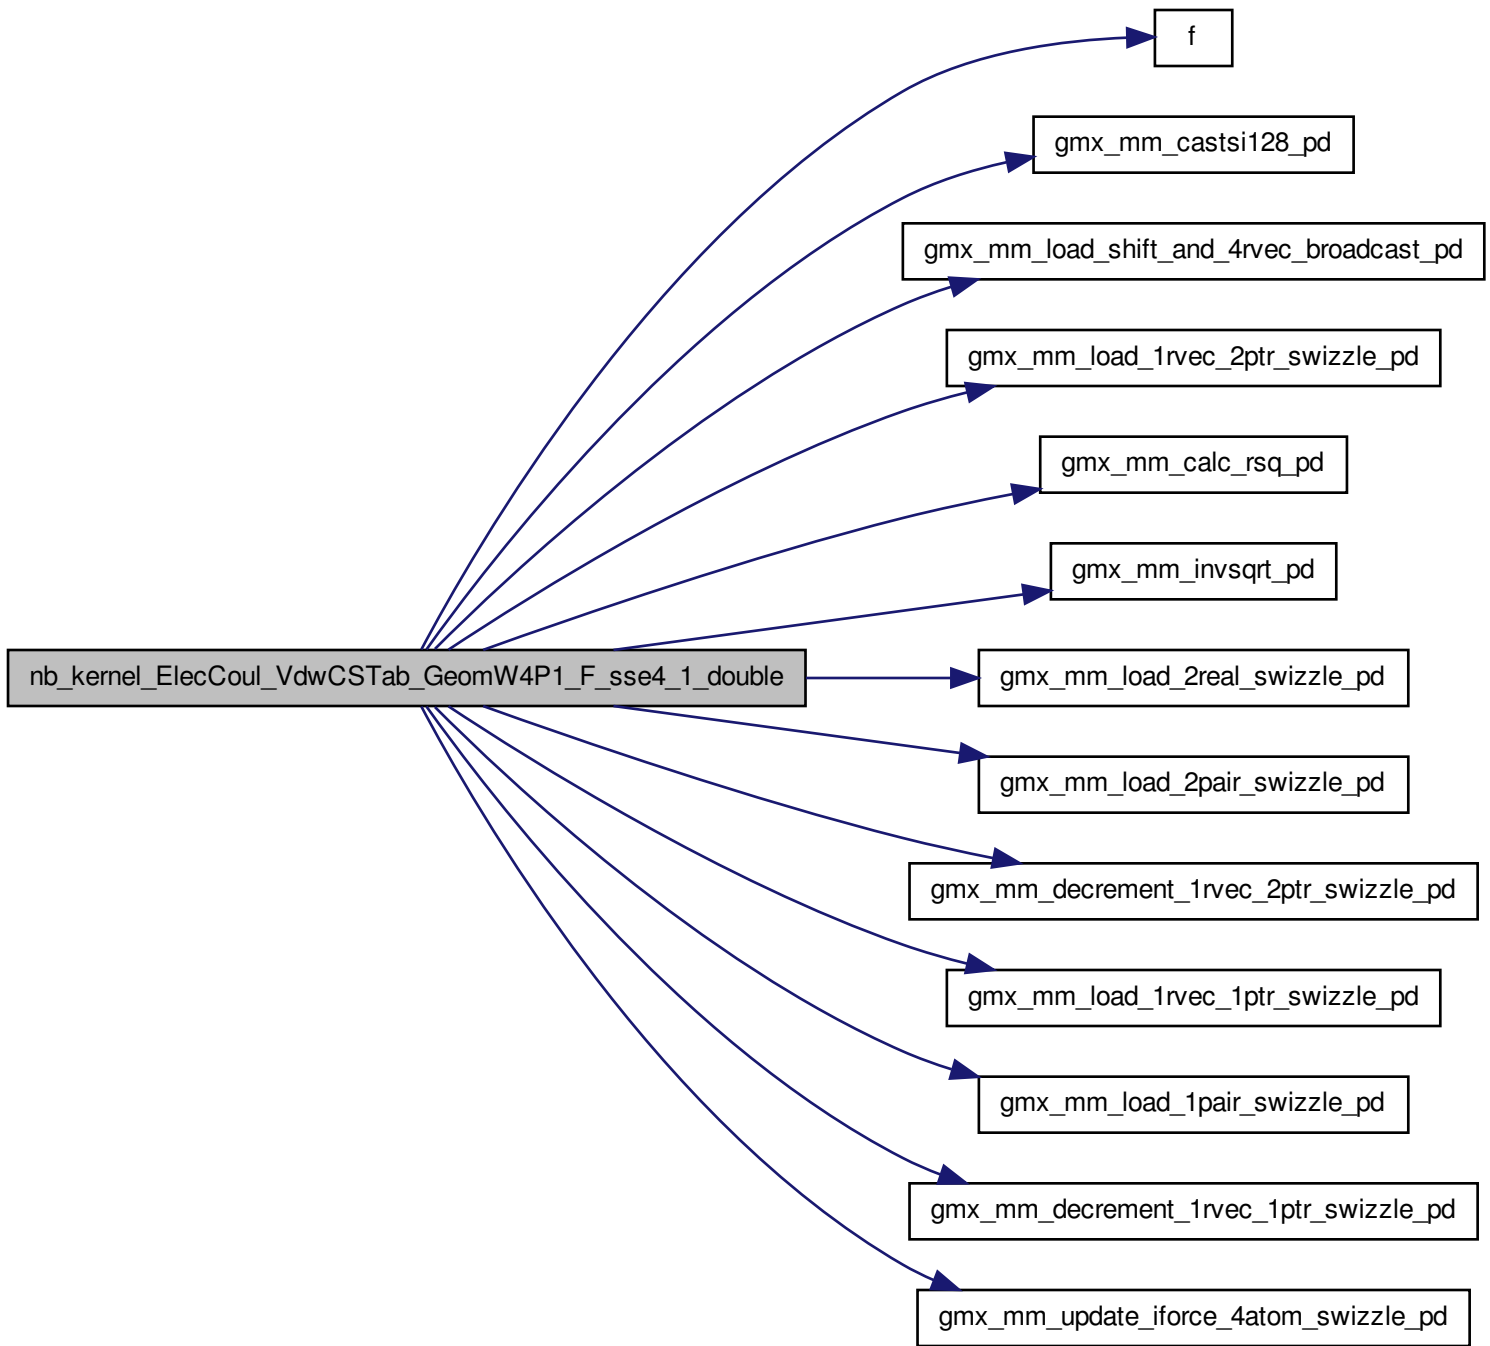 f
gmx_mm_castsi128_pd
gmx_mm_load_shift_and_4rvec_broadcast_pd
gmx_mm_load_1rvec_2ptr_swizzle_pd
gmx_mm_calc_rsq_pd
gmx_mm_invsqrt_pd
nb_kernel_ElecCoul_VdwCSTab_GeomW4P1_F_sse4_1_double
gmx_mm_load_2real_swizzle_pd
gmx_mm_load_2pair_swizzle_pd
gmx_mm_decrement_1rvec_2ptr_swizzle_pd
gmx_mm_load_1rvec_1ptr_swizzle_pd
gmx_mm_load_1pair_swizzle_pd
gmx_mm_decrement_1rvec_1ptr_swizzle_pd
gmx_mm_update_iforce_4atom_swizzle_pd